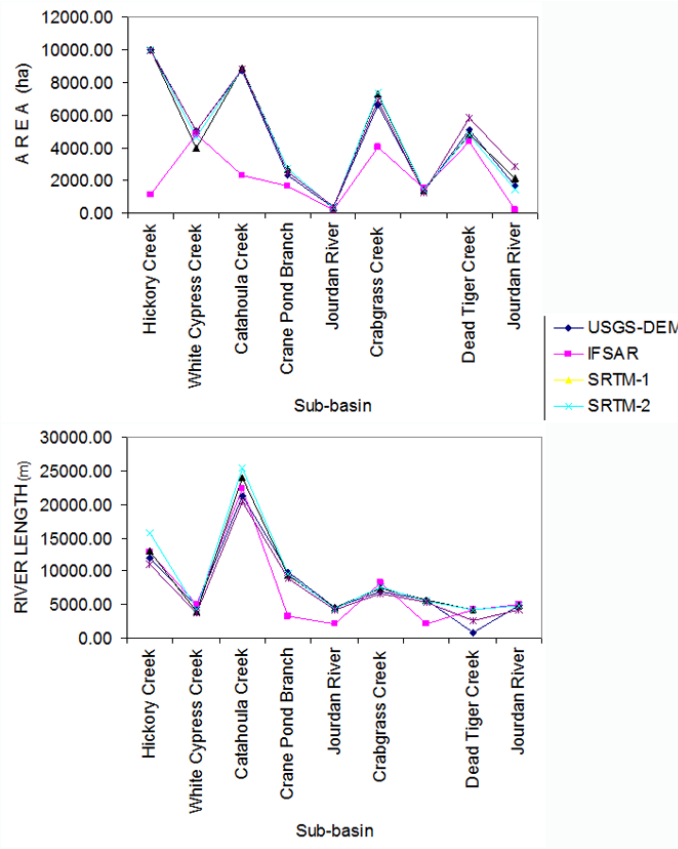 12000.00
10000.00
8000.00
6000.00
4000.00
2000.00
0.00
A R E A (ha)
Hickory Creek
White Cypress Creek
Catahoula Creek
Crane Pond Branch
Jourdan River
Crabgrass Creek
Dead Tiger Creek
Jourdan River
Sub-basin
USGS-DEM
IFSAR
SRTM-1
SRTM-2
30000.00
25000.00
20000.00
15000.00
10000.00
5000.00
0.00
RIVER LENGTH (m)
Hickory Creek
White Cypress Creek
Catahoula Creek
Crane Pond Branch
Jourdan River
Crabgrass Creek
Dead Tiger Creek
Jourdan River
Sub-basin